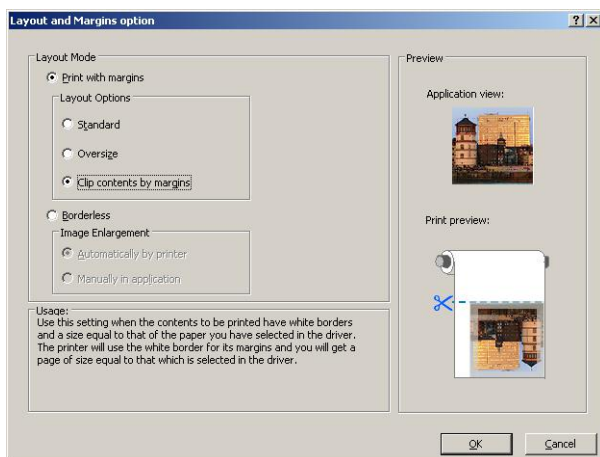 Layout and Margins option
Layout Mode
Print with margins
Layout Options
Standard
Oversize
Clip contents by margins
Borderless
Image Enlargement
Automatically by printer
Manually in application
Usage:
Use this setting when the contents to be printed have white borders
and a size equal to that of the paper you have selected in the driver.
The printer will use the white border for its margins and you will get a
page of size equal to that which is selected in the driver.
Preview
Application view:
Print preview:
OK
Cancel